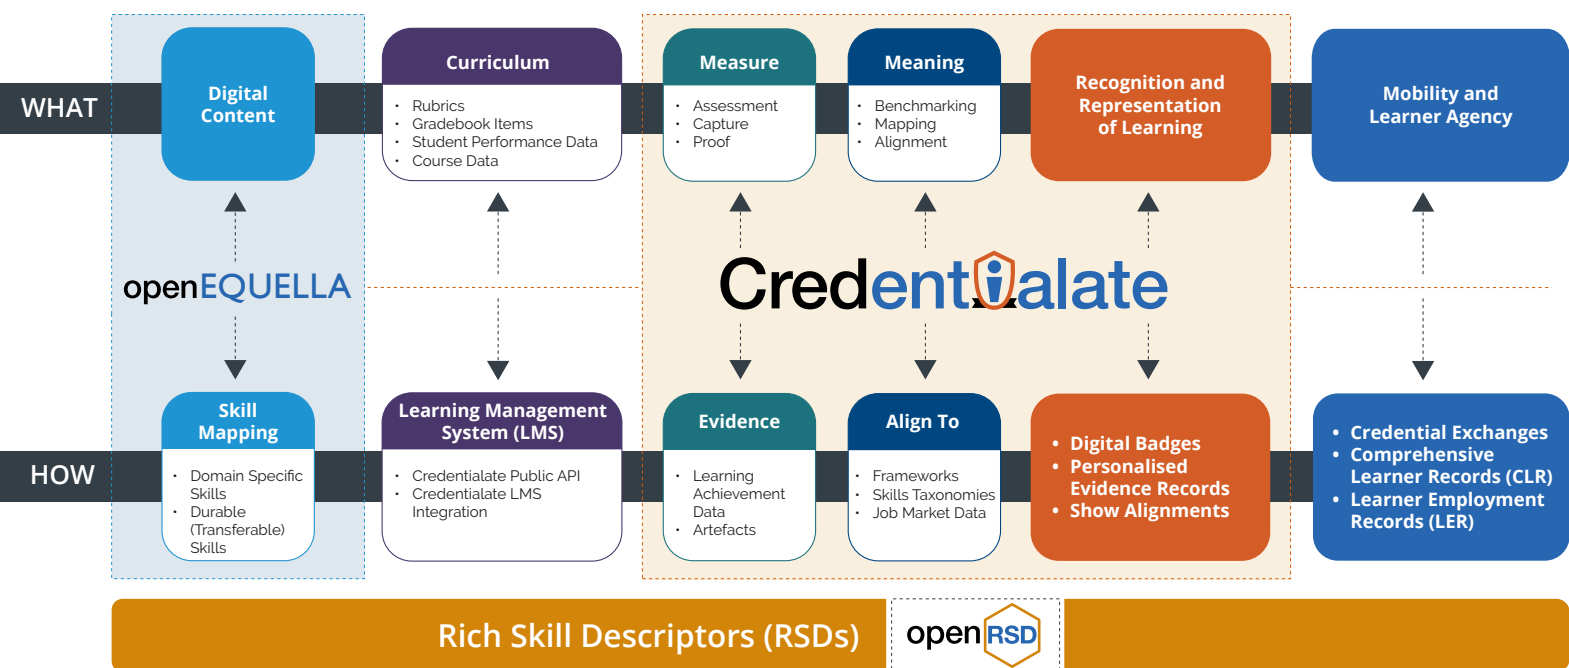 WHAT
Digital
Content
Curriculum
• Rubrics
• Gradebook Items
• Student Performance Data
• Course Data
Measure
• Assessment
• Capture
• Proof
Meaning
• Benchmarking
• Mapping
• Alignment
Recognition and
Representation
of Learning
Mobility and
Learner Agency
openEQUELLA
Credentialate
HOW
Skill
Mapping
• Domain Specific
Skills
• Durable
(Transferable)
Skills
Learning Management
System (LMS)
• Credentialate Public API
• Credentialate LMS
Integration
Evidence
• Learning
Achievement
Data
• Artefacts
Align To
• Frameworks
• Skills Taxonomies
• Job Market Data
• Digital Badges
• Personalised
Evidence Records
• Show Alignments
• Credential Exchanges
• Comprehensive
Learner Records (CLR)
• Learner Employment
Records (LER)
Rich Skill Descriptors (RSDs)
open RSD